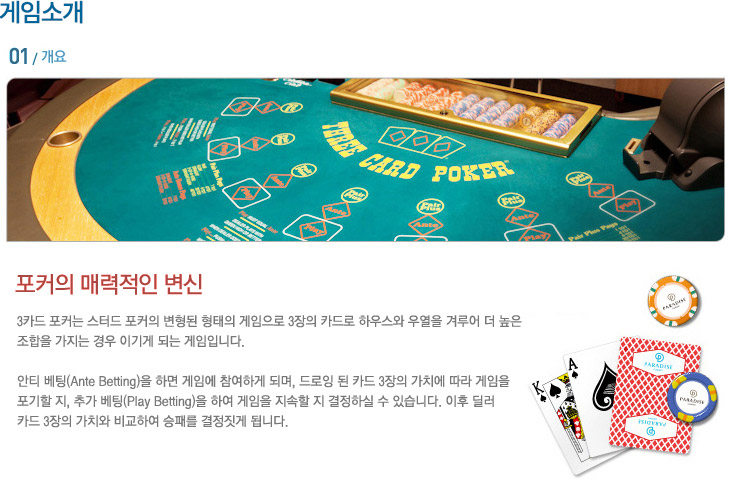 게임소개
01 / 개요
THREE CARD POKER
Pair Plus
Ante
Play
Pair Plus
Ante
Play
Pair Plus Pays
포커의 매력적인 변신
3카드 포커는 스터드 포커의 변형된 형태의 게임으로 3장의 카드로 하우스와 우열을 겨루어 더 높은
조합을 가지는 경우 이기게 되는 게임입니다.
안티 베팅(Ante Betting)을 하면 게임에 참여하게 되며, 드로잉 된 카드 3장의 가치에 따라 게임을
포기할 지, 추가 베팅(Play Betting)을 하여 게임을 지속할 지 결정하실 수 있습니다. 이후 딜러
카드 3장의 가치와 비교하여 승패를 결정짓게 됩니다.
PARADISE
K
A
PARADISE
PARADISE
PARADISE